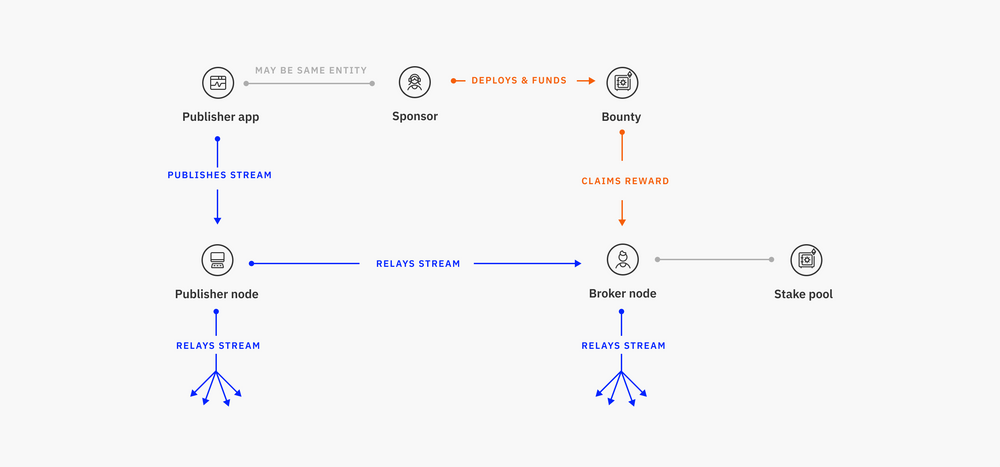 MAY BE SAME ENTITY
DEPLOYS & FUNDS
Publisher app
Sponsor
Bounty
PUBLISHES STREAM
CLAIMS REWARD
RELAYS STREAM
Publisher node
Broker node
Stake pool
RELAYS STREAM
RELAYS STREAM